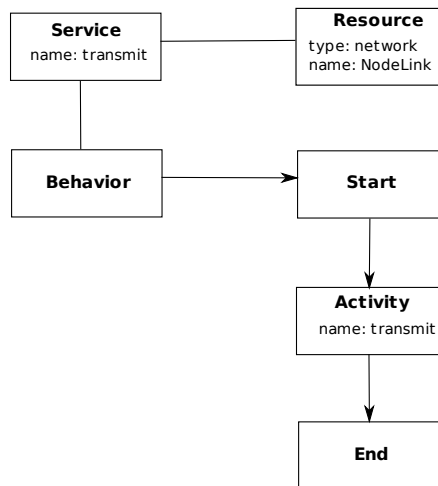 Service
name: transmit
Resource
type: network
name: NodeLink
Behavior
Start
Activity
name: transmit
End